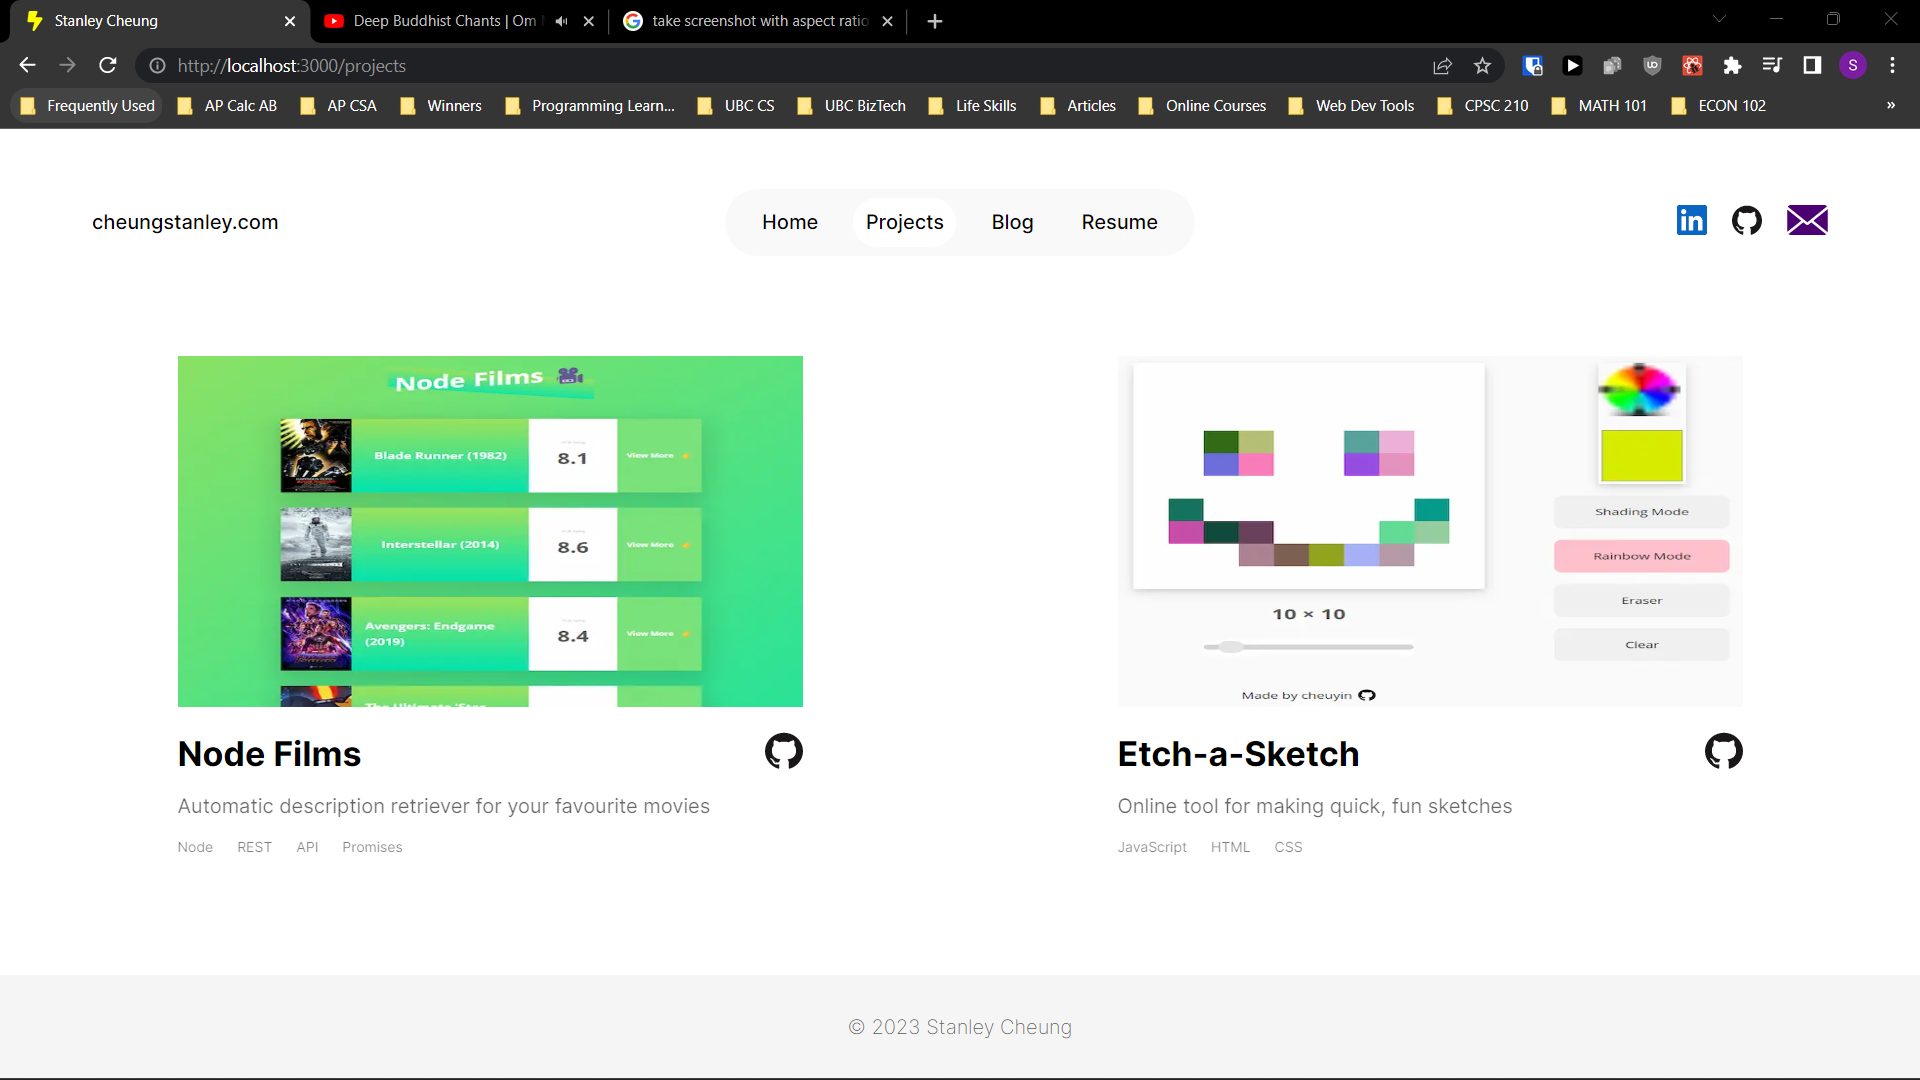 Stanley Cheung
Deep Buddhist Chants | Om
take screenshot with aspect ratio
http://localhost:3000/projects
S
Frequently Used
AP Calc AB
AP CSA
Winners
Programming Learn...
UBC CS
UBC BizTech
Life Skills
Articles
Online Courses
Web Dev Tools
CPSC 210
MATH 101
ECON 102
»
cheungstanley.com
Home
Projects
Blog
Resume
in
Node Films
Blade Runner (1982)
8.1
View More
Interstellar (2014)
8.6
View More
Avengers: Endgame
(2019)
8.4
View More
Shading Mode
Rainbow Mode
Eraser
Clear
10 × 10
Made by cheuyin
Node Films
Automatic description retriever for your favourite movies
Node REST API Promises
Etch-a-Sketch
Online tool for making quick, fun sketches
JavaScript HTML CSS
© 2023 Stanley Cheung